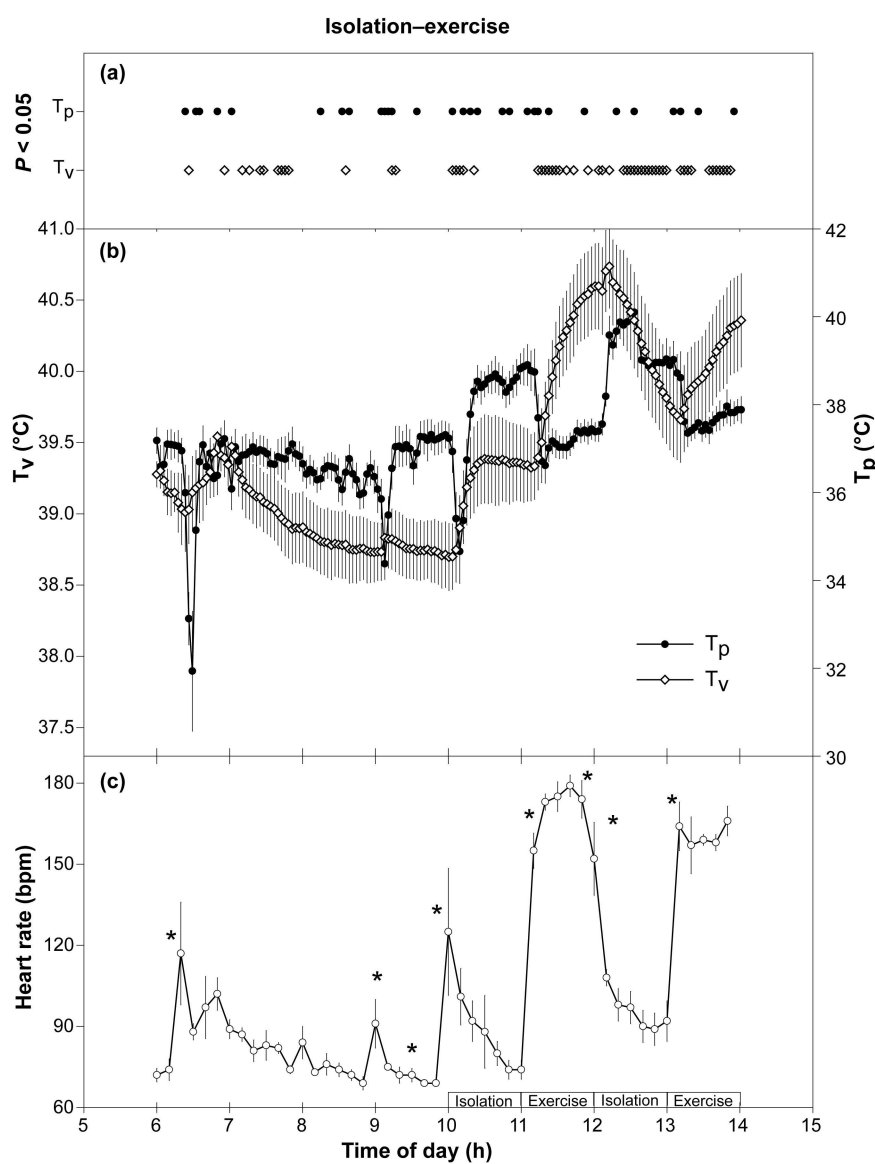 Isolation–exercise
(a)
P < 0.05
Tp
Tv
(b)
41.0
40.5
40.0
39.5
39.0
38.5
38.0
37.5
Tv (°C)
42
40
38
36
34
32
30
Tp (°C)
Tp
Tv
(c)
180
150
120
90
60
Heart rate (bpm)
* * * * * * * *
Isolation Exercise Isolation Exercise
5 6 7 8 9 10 11 12 13 14 15
Time of day (h)